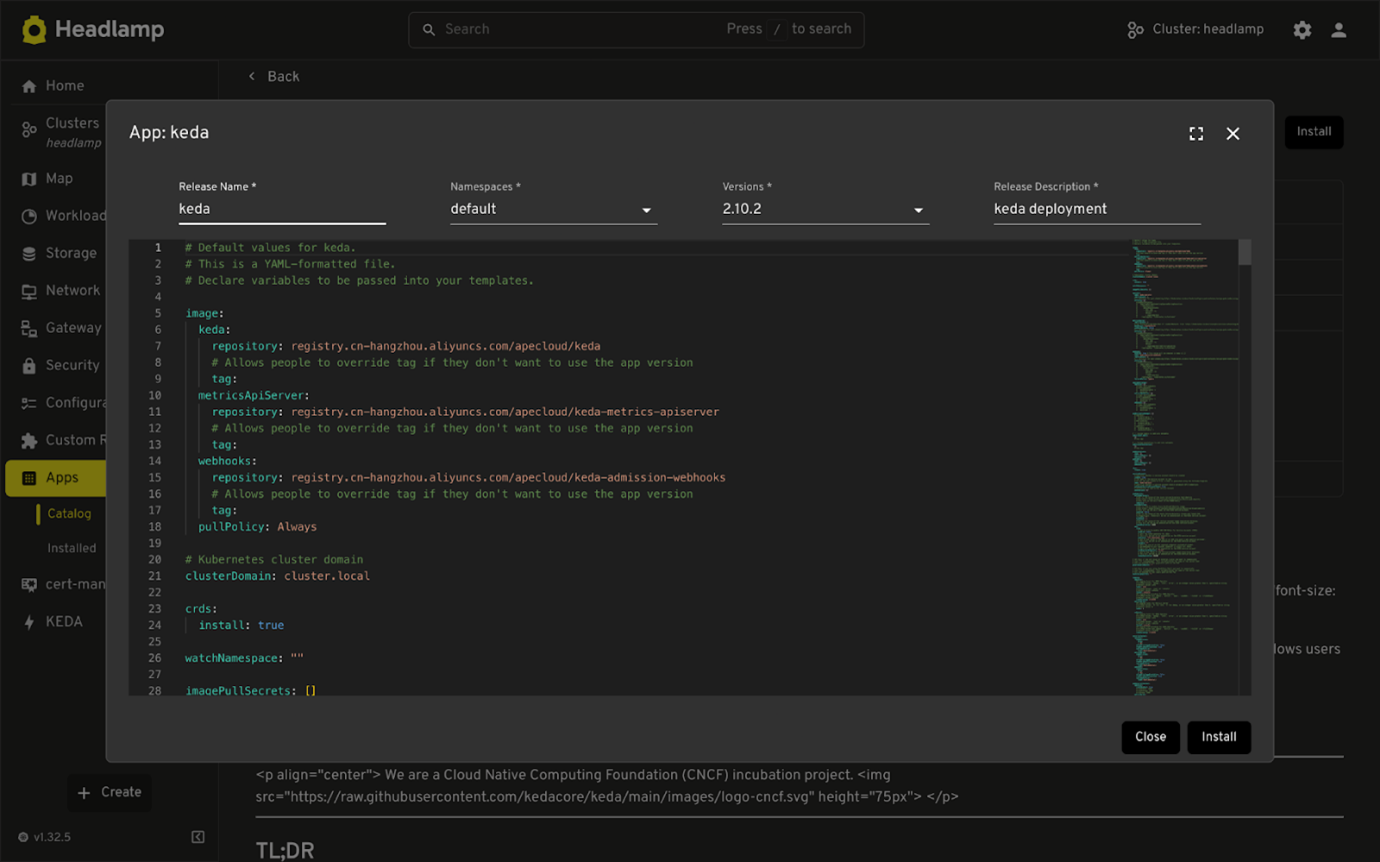 Headlamp
Search
Press / to search
Cluster: headlamp
Home
Clusters
headlamp
Map
Workload
Storage
Network
Gateway
Security
Configura
Custom R
Apps
Catalog
Installed
cert-man
KEDA
Create
v1.32.5
Back
Install
App: keda
Release Name *
keda
Namespaces *
default
Versions *
2.10.2
Release Description *
keda deployment
1 # Default values for keda.
2 # This is a YAML-formatted file.
3 # Declare variables to be passed into your templates.
4
5 image:
6 keda:
7 repository: registry.cn-hangzhou.aliyuncs.com/apecloud/keda
8 # Allows people to override tag if they don't want to use the app version
9 tag:
10 metricsApiServer:
11 repository: registry.cn-hangzhou.aliyuncs.com/apecloud/keda-metrics-apiserver
12 # Allows people to override tag if they don't want to use the app version
13 tag:
14 webhooks:
15 repository: registry.cn-hangzhou.aliyuncs.com/apecloud/keda-admission-webhooks
16 # Allows people to override tag if they don't want to use the app version
17 tag:
18 pullPolicy: Always
19
20 # Kubernetes cluster domain
21 clusterDomain: cluster.local
22
23 crds:
24 install: true
25
26 watchNamespace: ""
27
28 imagePullSecrets: []
Close
Install
font-size:
lows users
<p align="center"> We are a Cloud Native Computing Foundation (CNCF) incubation project. <img
src="https://raw.githubusercontent.com/kedacore/keda/main/images/logo-cncf.svg" height="75px"> </p>
TL;DR